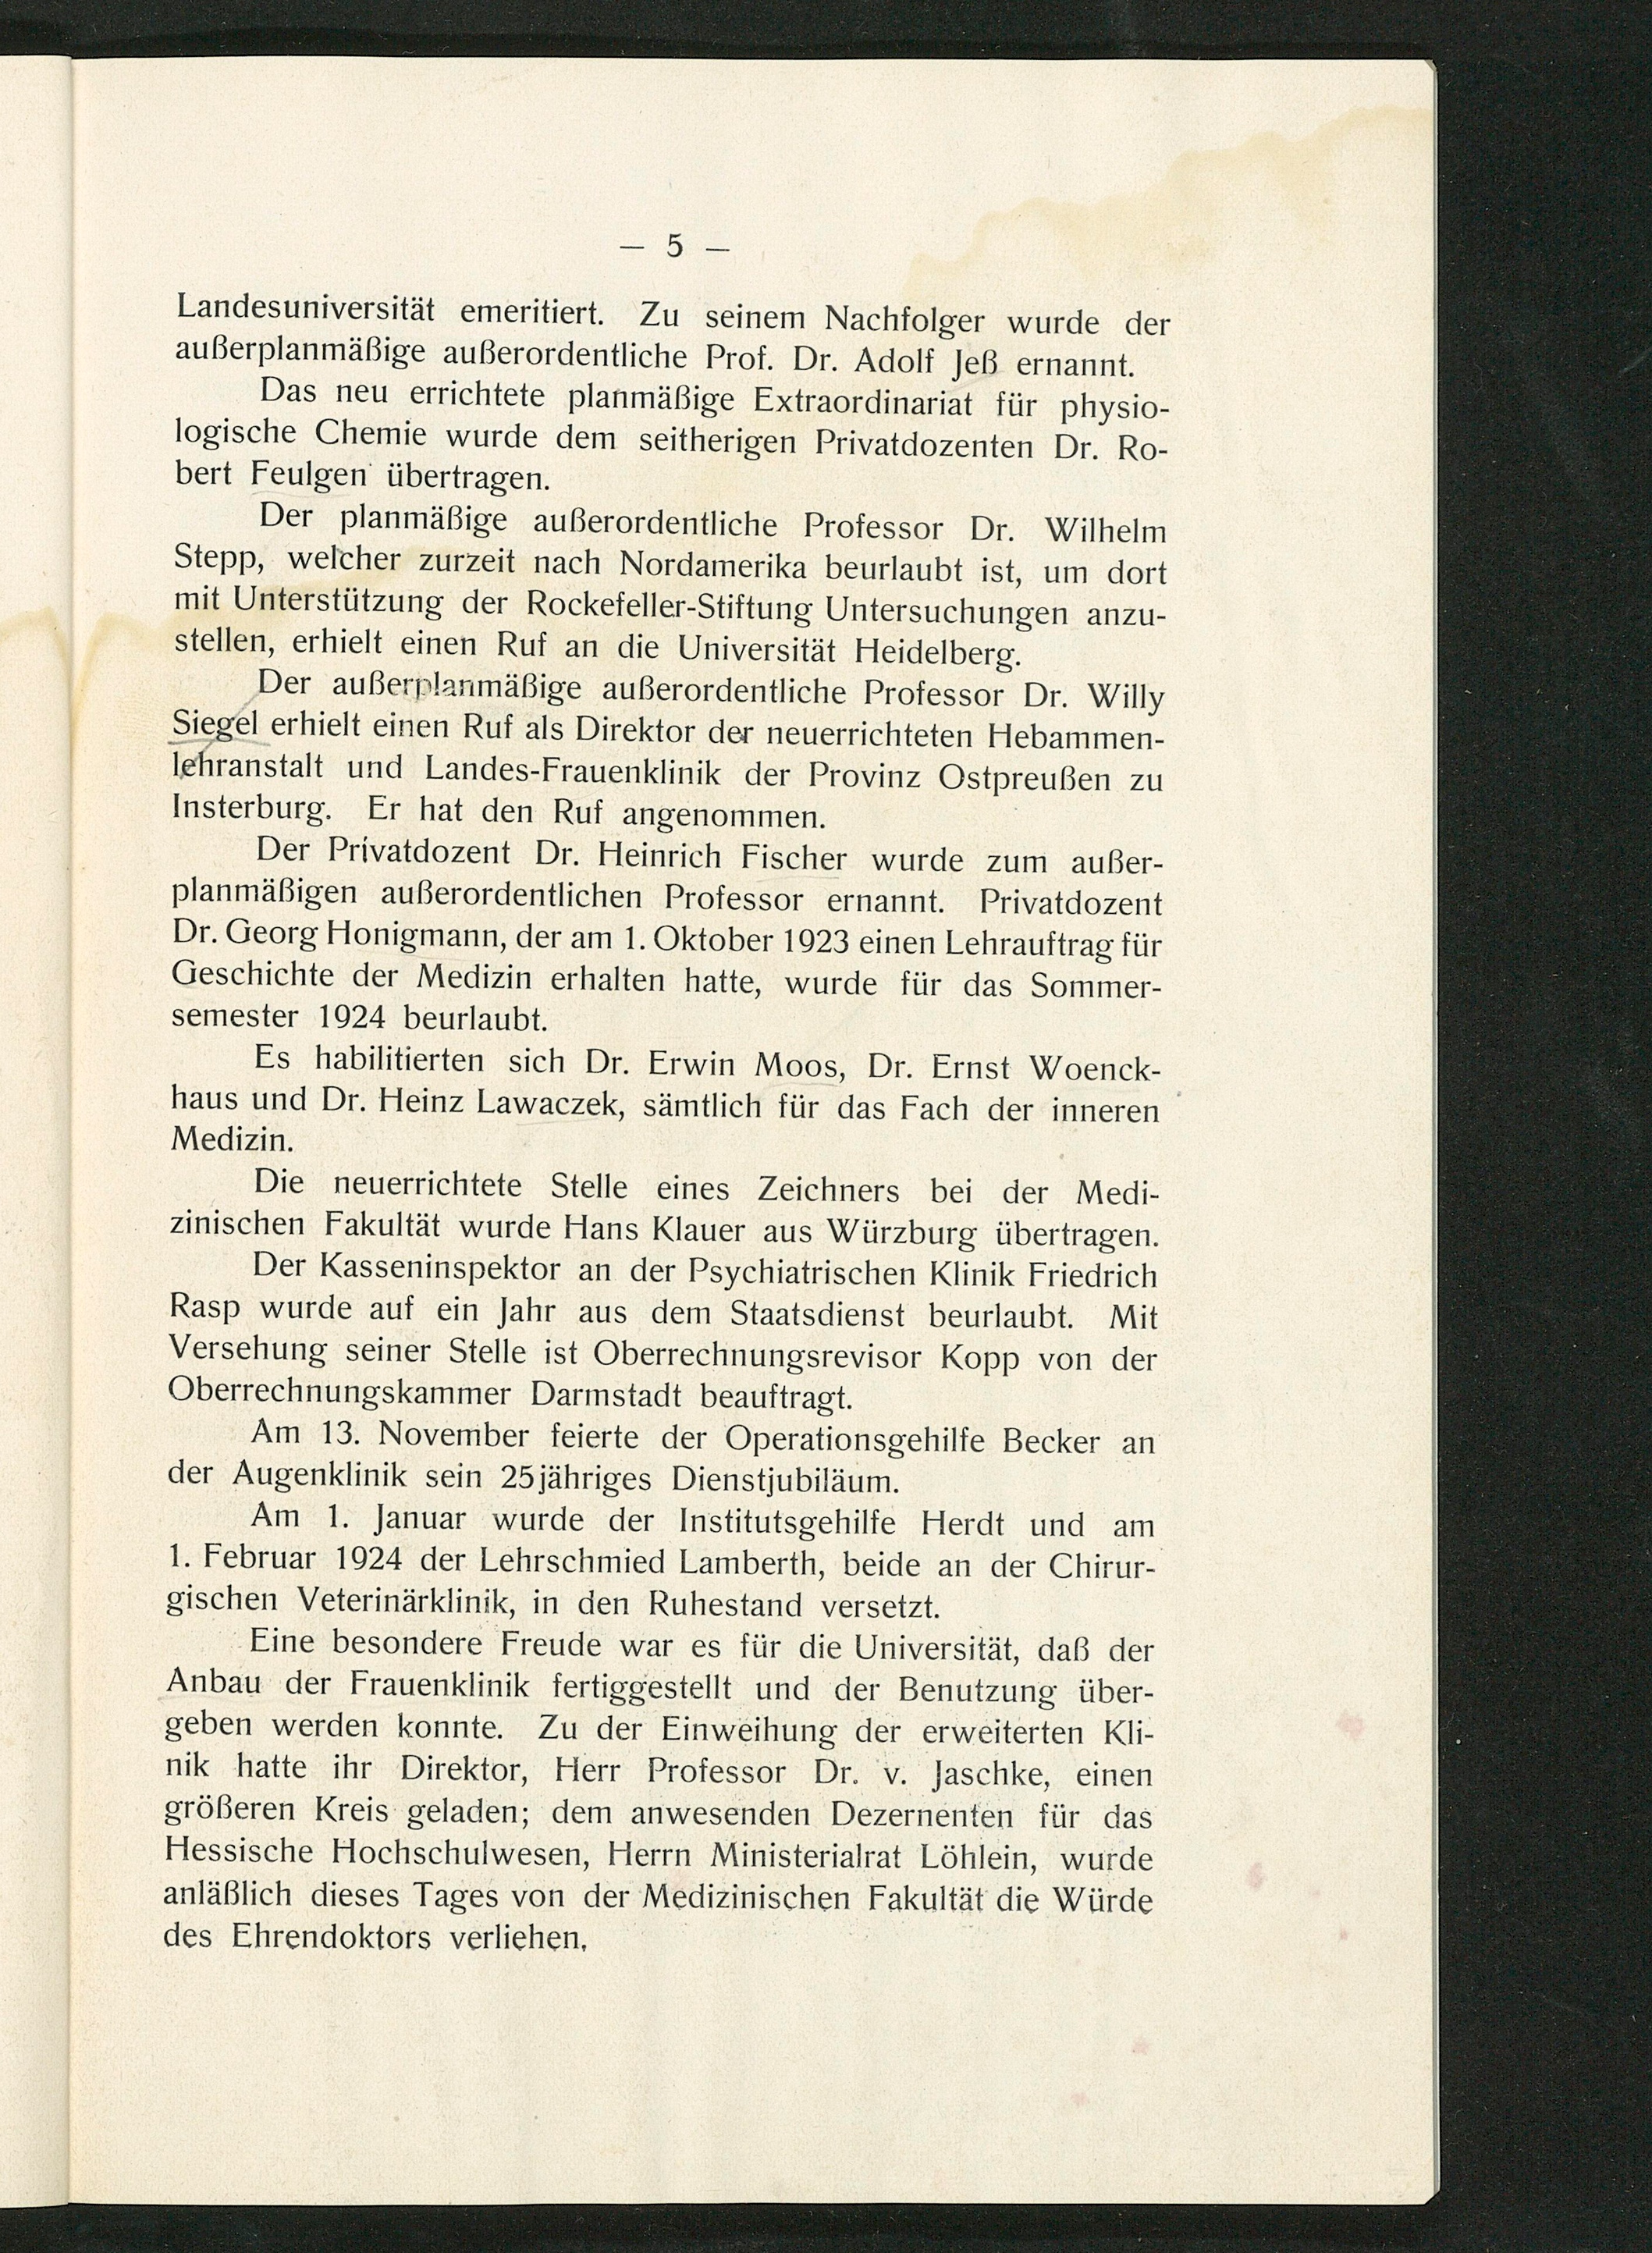 — 5 —
Landesuniversität emeritiert. Zu seinem Nachfolger wurde der
außerplanmäßige außerordentliche Prof. Dr. Adolf Jeß ernannt.
Das neu errichtete planmäßige Extraordinariat für physio-
logische Chemie wurde dem seitherigen Privatdozenten Dr. Ro-
bert Feulgen übertragen.
Der planmäßige außerordentliche Professor Dr. Wilhelm
Stepp, welcher zurzeit nach Nordamerika beurlaubt ist, um dort
mit Unterstützung der Rockefeller-Stiftung Untersuchungen anzu-
stellen, erhielt einen Ruf an die Universität Heidelberg.
Der außerplanmäßige außerordentliche Professor Dr. Willy
Siegel erhielt einen Ruf als Direktor der neuerrichteten Hebammen-
lehranstalt und Landes-Frauenklinik der Provinz Ostpreußen zu
Insterburg. Er hat den Ruf angenommen.
Der Privatdozent Dr. Heinrich Fischer wurde zum außer-
planmäßigen außerordentlichen Professor ernannt. Privatdozent
Dr. Georg Honigmann, der am 1. Oktober 1923 einen Lehrauftrag für
Geschichte der Medizin erhalten hatte, wurde für das Sommer-
semester 1924 beurlaubt.
Es habilitierten sich Dr. Erwin Moos, Dr. Ernst Woenck-
haus und Dr. Heinz Lawaczek, sämtlich für das Fach der inneren
Medizin.
Die neuerrichtete Stelle eines Zeichners bei der Medi-
zinischen Fakultät wurde Hans Klauer aus Würzburg übertragen.
Der Kasseninspektor an der Psychiatrischen Klinik Friedrich
Rasp wurde auf ein Jahr aus dem Staatsdienst beurlaubt. Mit
Versehung seiner Stelle ist Oberrechnungsrevisor Kopp von der
Oberrechnungskammer Darmstadt beauftragt.
Am 13. November feierte der Operationsgehilfe Becker an
der Augenklinik sein 25jähriges Dienstjubiläum.
Am 1. Januar wurde der Institutsgehilfe Herdt und am
1. Februar 1924 der Lehrschmied Lamberth, beide an der Chirur-
gischen Veterinärklinik, in den Ruhestand versetzt.
Eine besondere Freude war es für die Universität, daß der
Anbau der Frauenklinik fertiggestellt und der Benutzung über-
geben werden konnte. Zu der Einweihung der erweiterten Kli-
nik hatte ihr Direktor, Herr Professor Dr. v. Jaschke, einen
größeren Kreis geladen; dem anwesenden Dezernenten für das
Hessische Hochschulwesen, Herrn Ministerialrat Löhlein, wurde
anläßlich dieses Tages von der Medizinischen Fakultät die Würde
des Ehrendoktors verliehen.